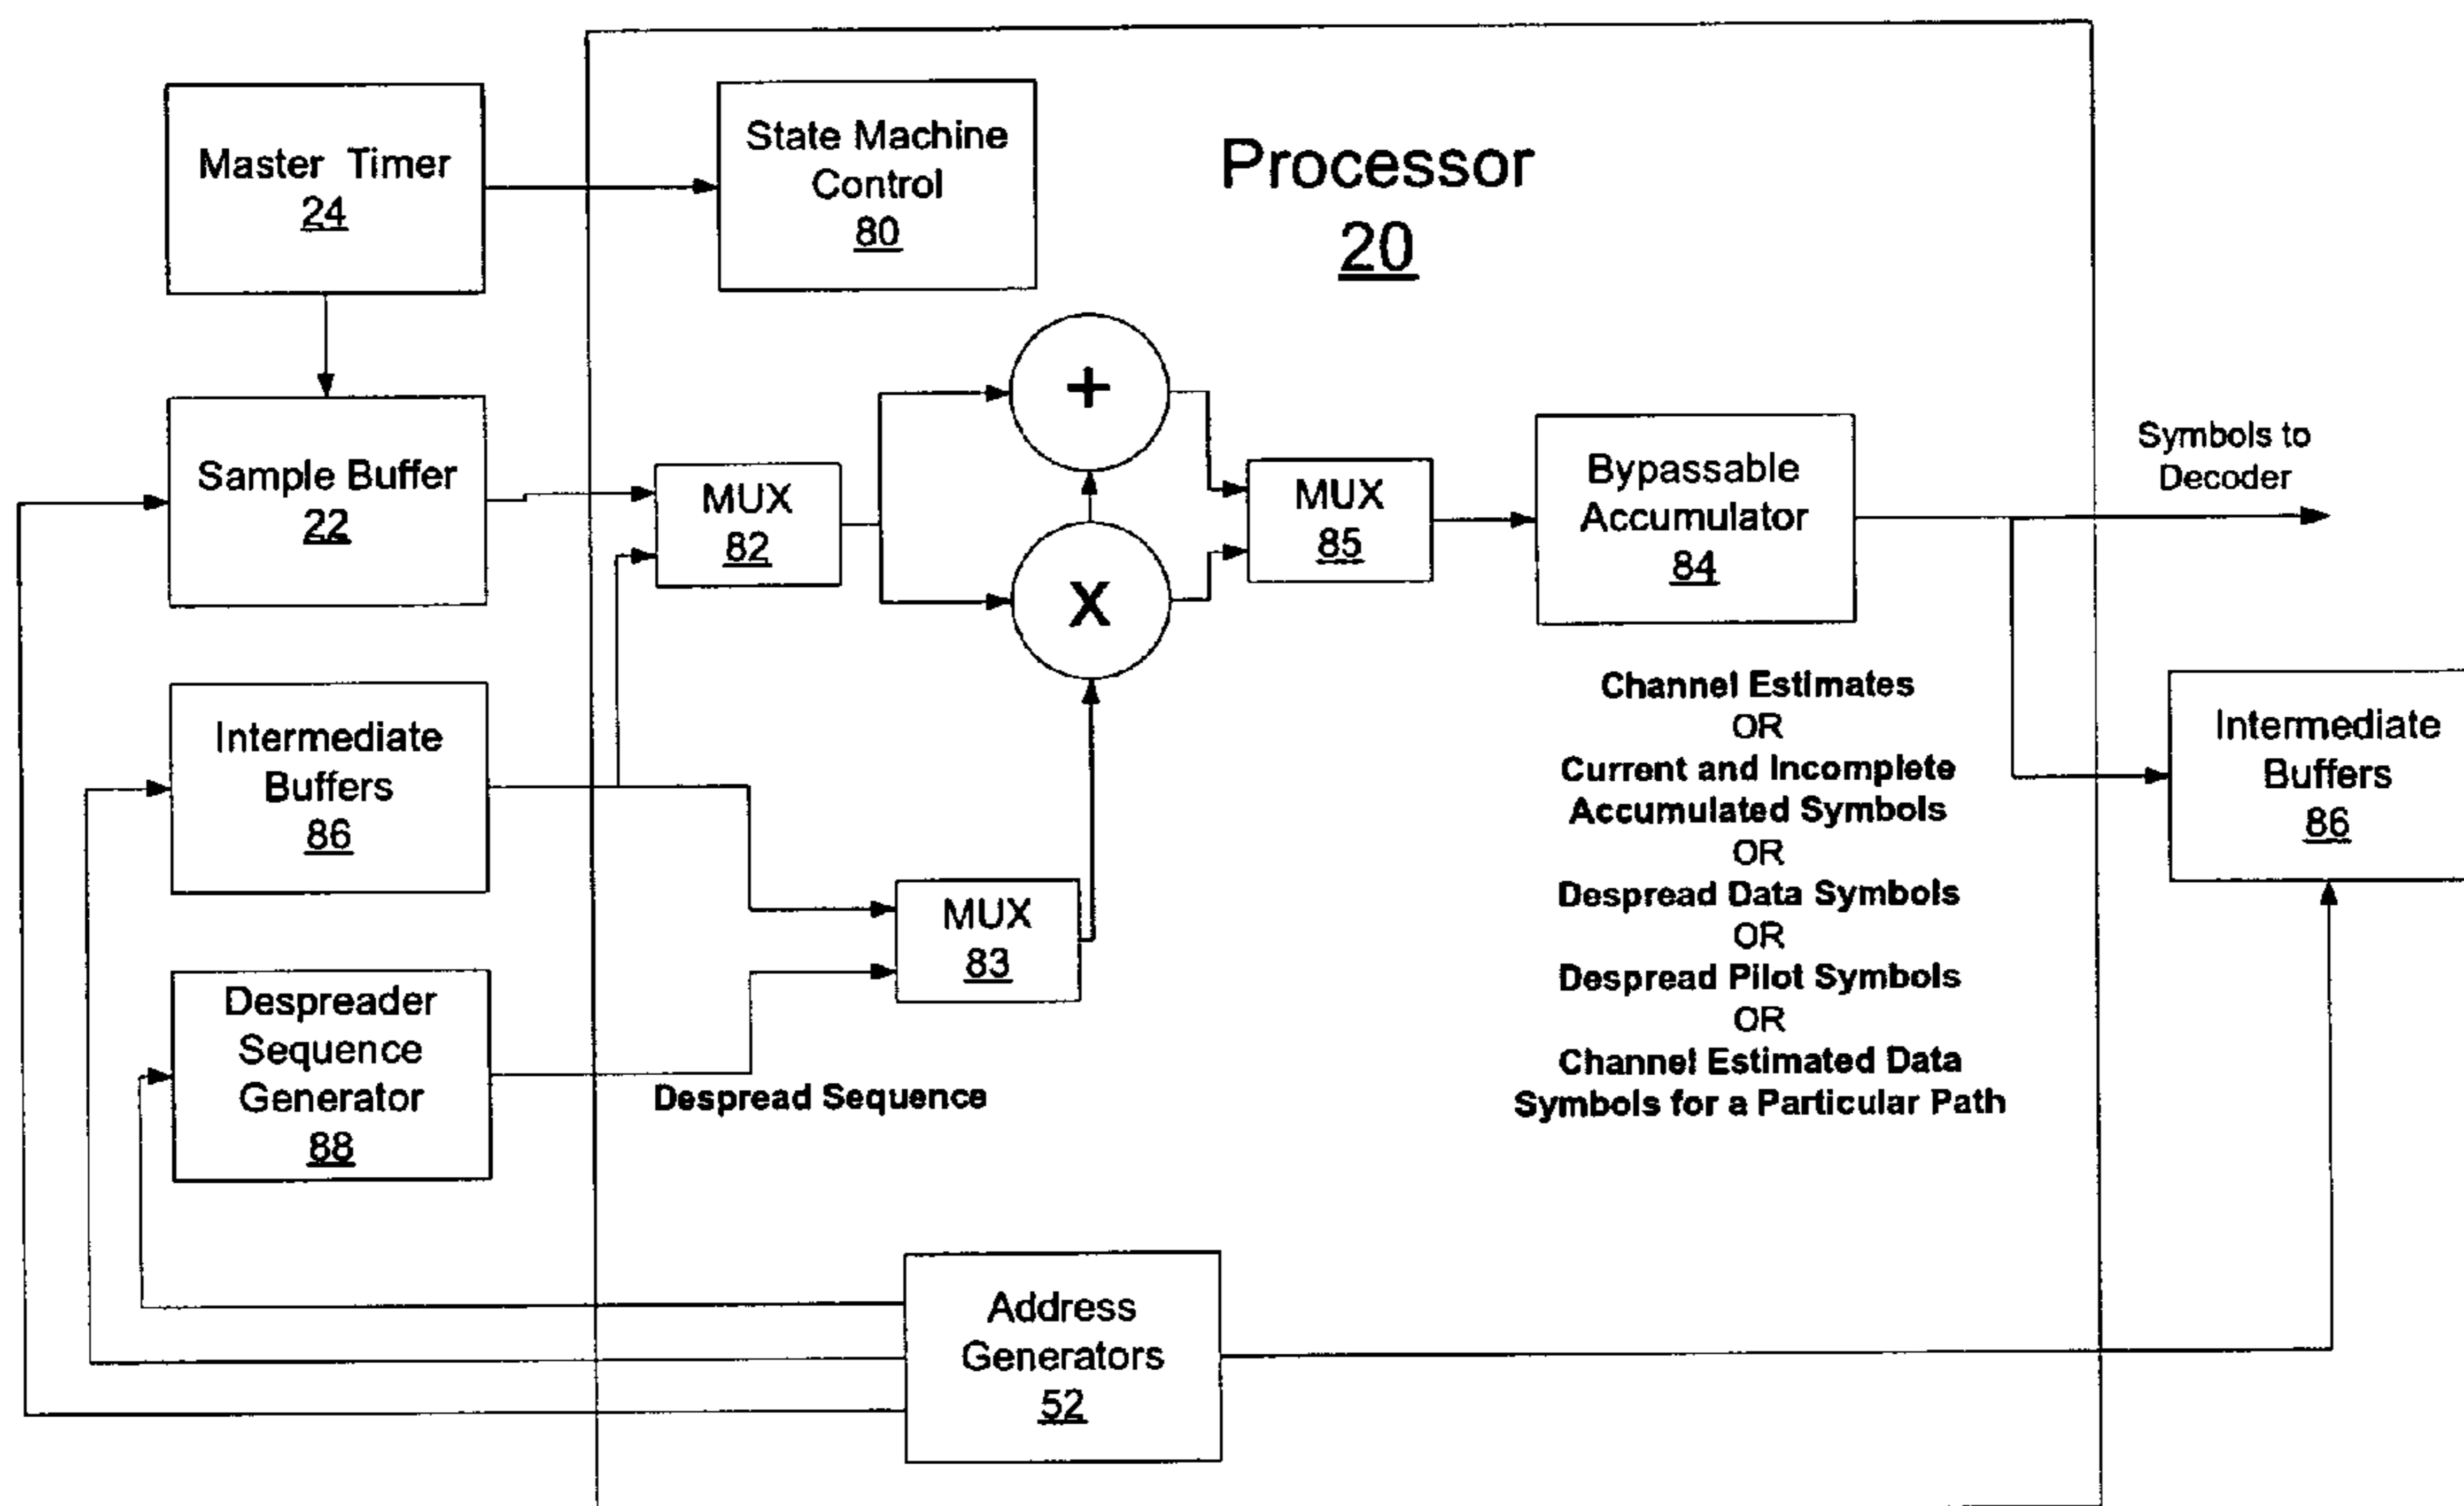 Master Timer
24
State Machine
Control
80
Processor
20
Sample Buffer
22
MUX
82
+
X
MUX
85
Bypassable
Accumulator
84
Symbols to
Decoder
Intermediate
Buffers
86
MUX
83
Channel Estimates
OR
Current and Incomplete
Accumulated Symbols
OR
Despread Data Symbols
OR
Despread Pilot Symbols
OR
Channel Estimated Data
Symbols for a Particular Path
Intermediate
Buffers
86
Despreader
Sequence
Generator
88
Despread Sequence
Address
Generators
52